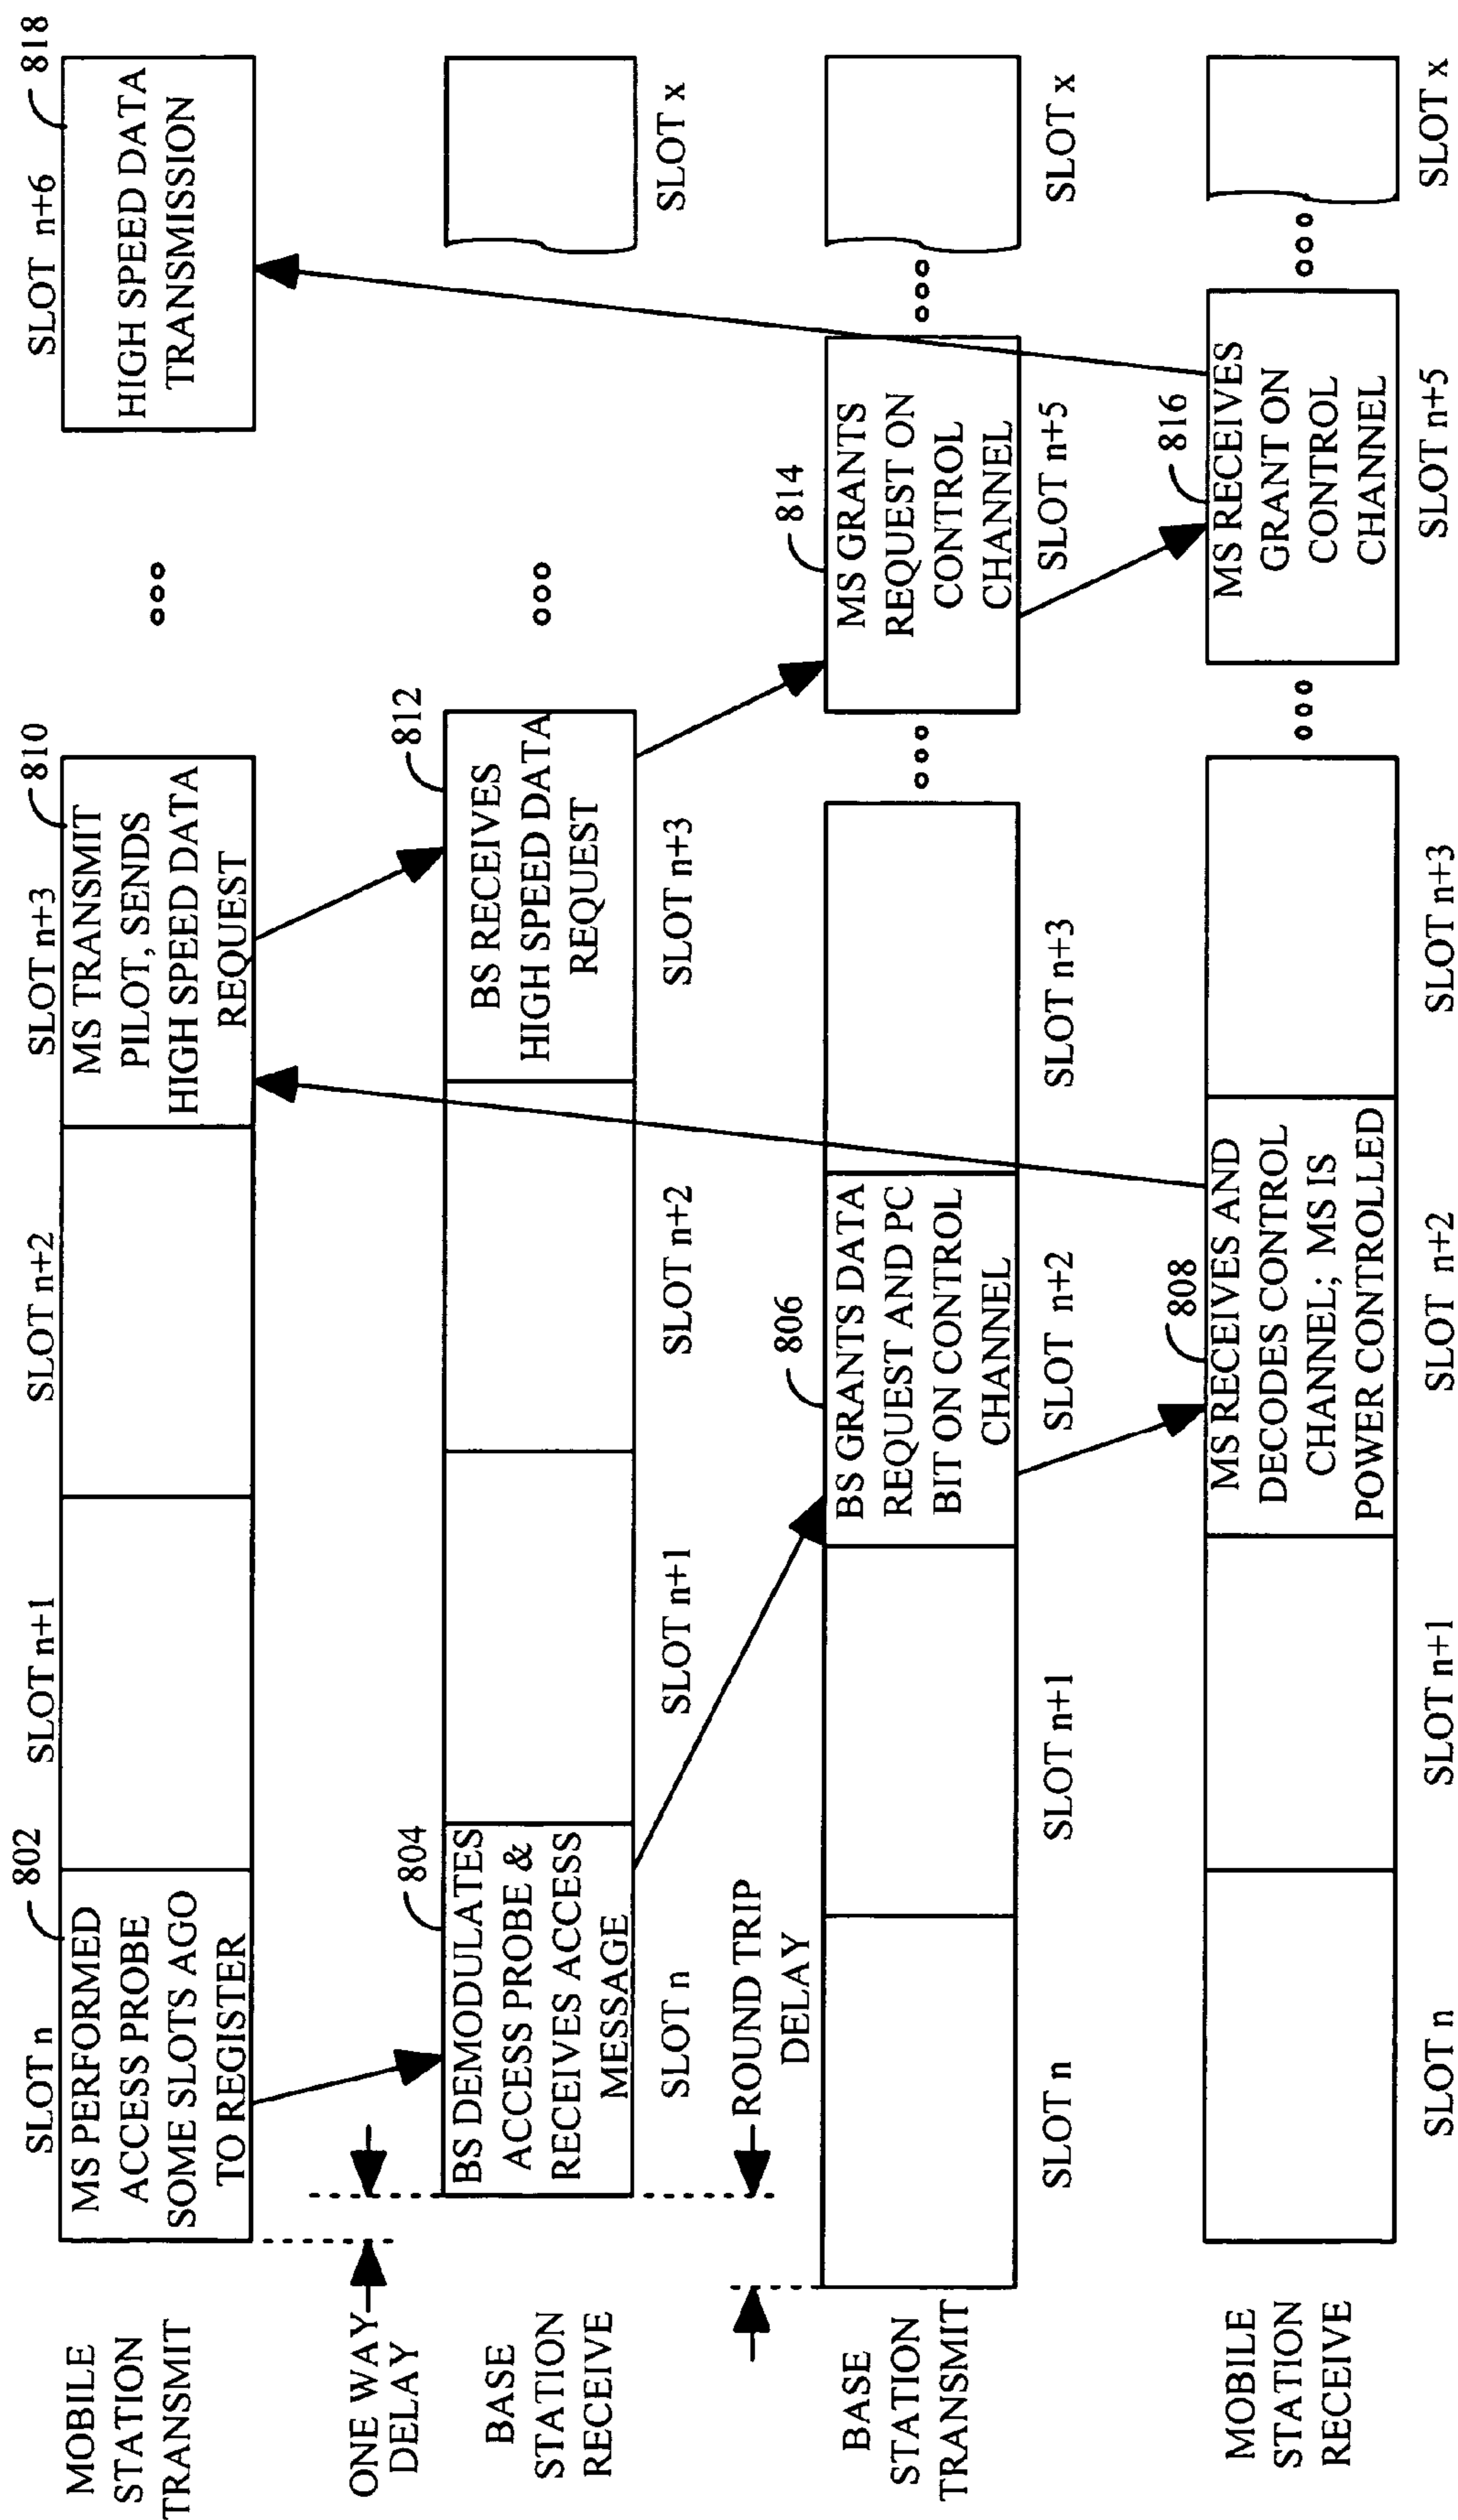 MOBILE
STATION
TRANSMIT
SLOT n
802
MS PERFORMED
ACCESS PROBE
SOME SLOTS AGO
TO REGISTER
SLOT n+1
SLOT n+2
SLOT n+3
810
MS TRANSMIT
PILOT, SENDS
HIGH SPEED DATA
REQUEST
SLOT n+6
818
HIGH SPEED DATA
TRANSMISSION
ONE WAY
DELAY
BASE
STATION
RECEIVE
804
BS DEMODULATES
ACCESS PROBE &
RECEIVES ACCESS
MESSAGE
812
BS RECEIVES
HIGH SPEED DATA
REQUEST
SLOT n
SLOT n+1
SLOT n+2
SLOT n+3
SLOT x
ROUND TRIP
DELAY
BASE
STATION
TRANSMIT
806
BS GRANTS DATA
REQUEST AND PC
BIT ON CONTROL
CHANNEL
814
MS GRANTS
REQUEST ON
CONTROL
CHANNEL
SLOT n
SLOT n+1
SLOT n+2
SLOT n+3
SLOT n+5
SLOT x
MOBILE
STATION
RECEIVE
808
MS RECEIVES AND
DECODES CONTROL
CHANNEL; MS IS
POWER CONTROLLED
816
MS RECEIVES
GRANT ON
CONTROL
CHANNEL
SLOT n
SLOT n+1
SLOT n+2
SLOT n+3
SLOT n+5
SLOT x